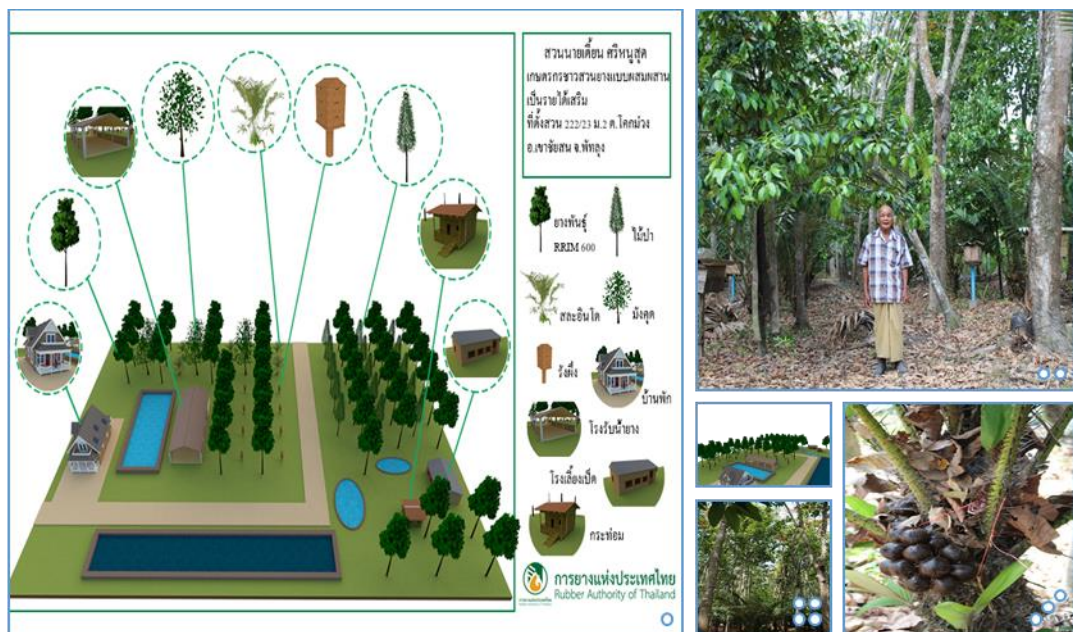 สวนนายเตี้ยน ศรีหนูสุด
เกษตรกรชาวสวนยางแบบผสมผสาน
เป็นรายได้เสริม
ที่ตั้งสวน 222/23 ม.2 ต.โคกม่วง
อ.เขาชัยสน จ.พัทลุง
ยางพันธุ์
RRIM 600
ไม้ป่า
สละอินโด
มังคุด
รังผึ้ง
บ้านพัก
โรงรับน้ำยาง
โรงเลี้ยงเป็ด
กระท่อม
การยางแห่งประเทศไทย
Rubber Authority of Thailand